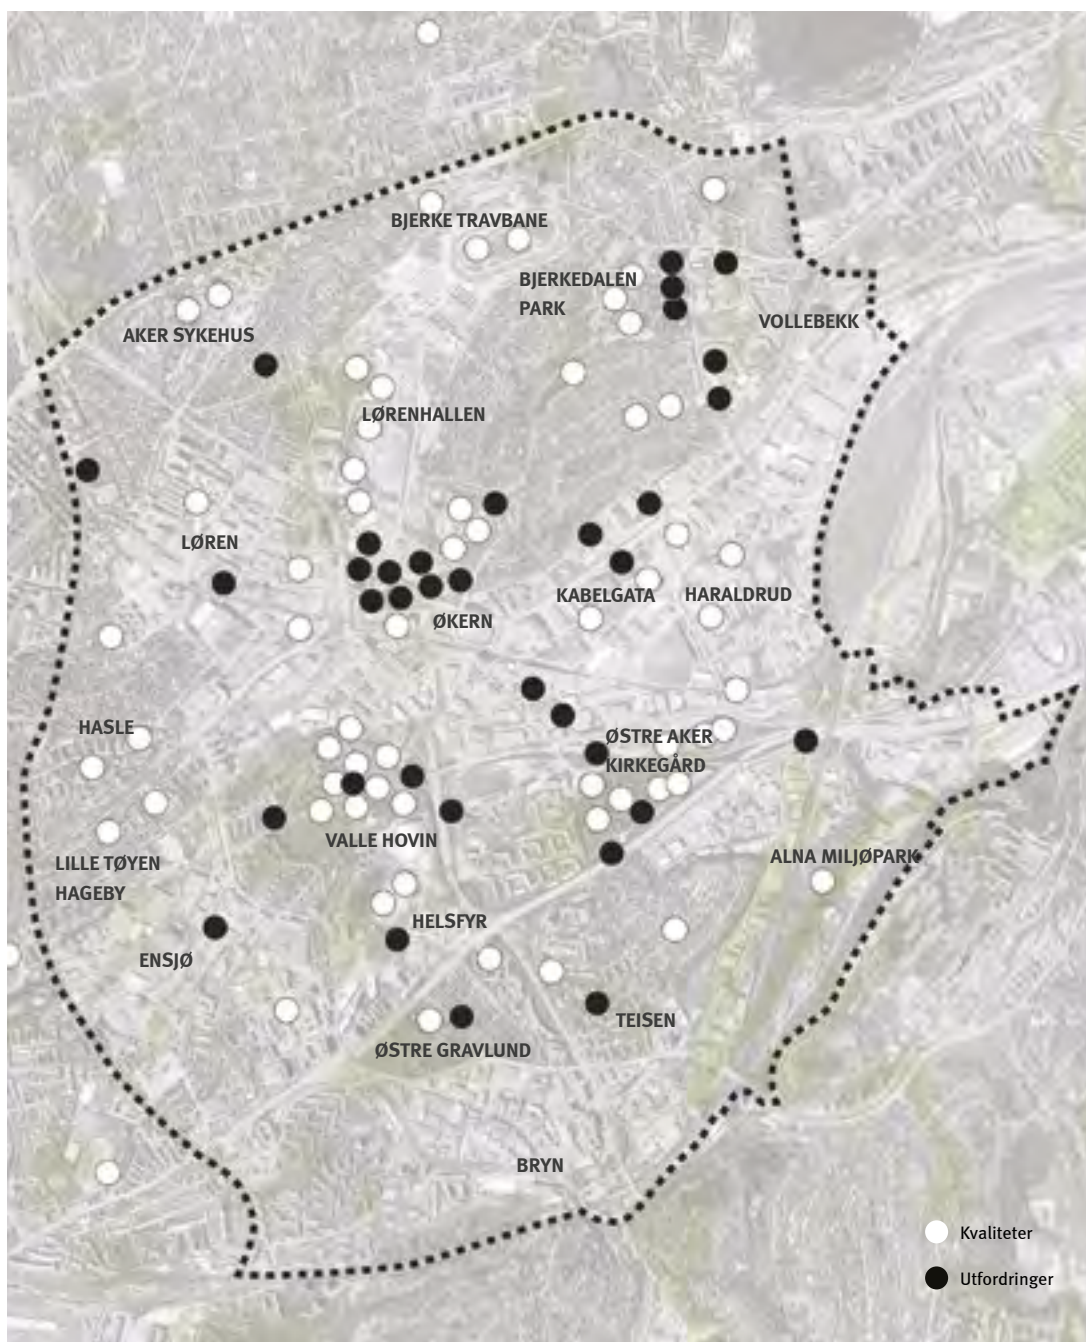 BJERKE TRAVBANE
BJERKEDALEN
PARK
VOLLEBEKK
AKER SYKEHUS
LØRENHALLEN
LØREN
KABELGATA
HARALDRUD
ØKERN
HASLE
ØSTRE AKER
KIRKEGÅRD
VALLE HOVIN
LILLE TØYEN
HAGEBY
ALNA MILJØPARK
HELSFYR
ENSJØ
TEISEN
ØSTRE GRAVLUND
BRYN
Kvaliteter
Utfordringer